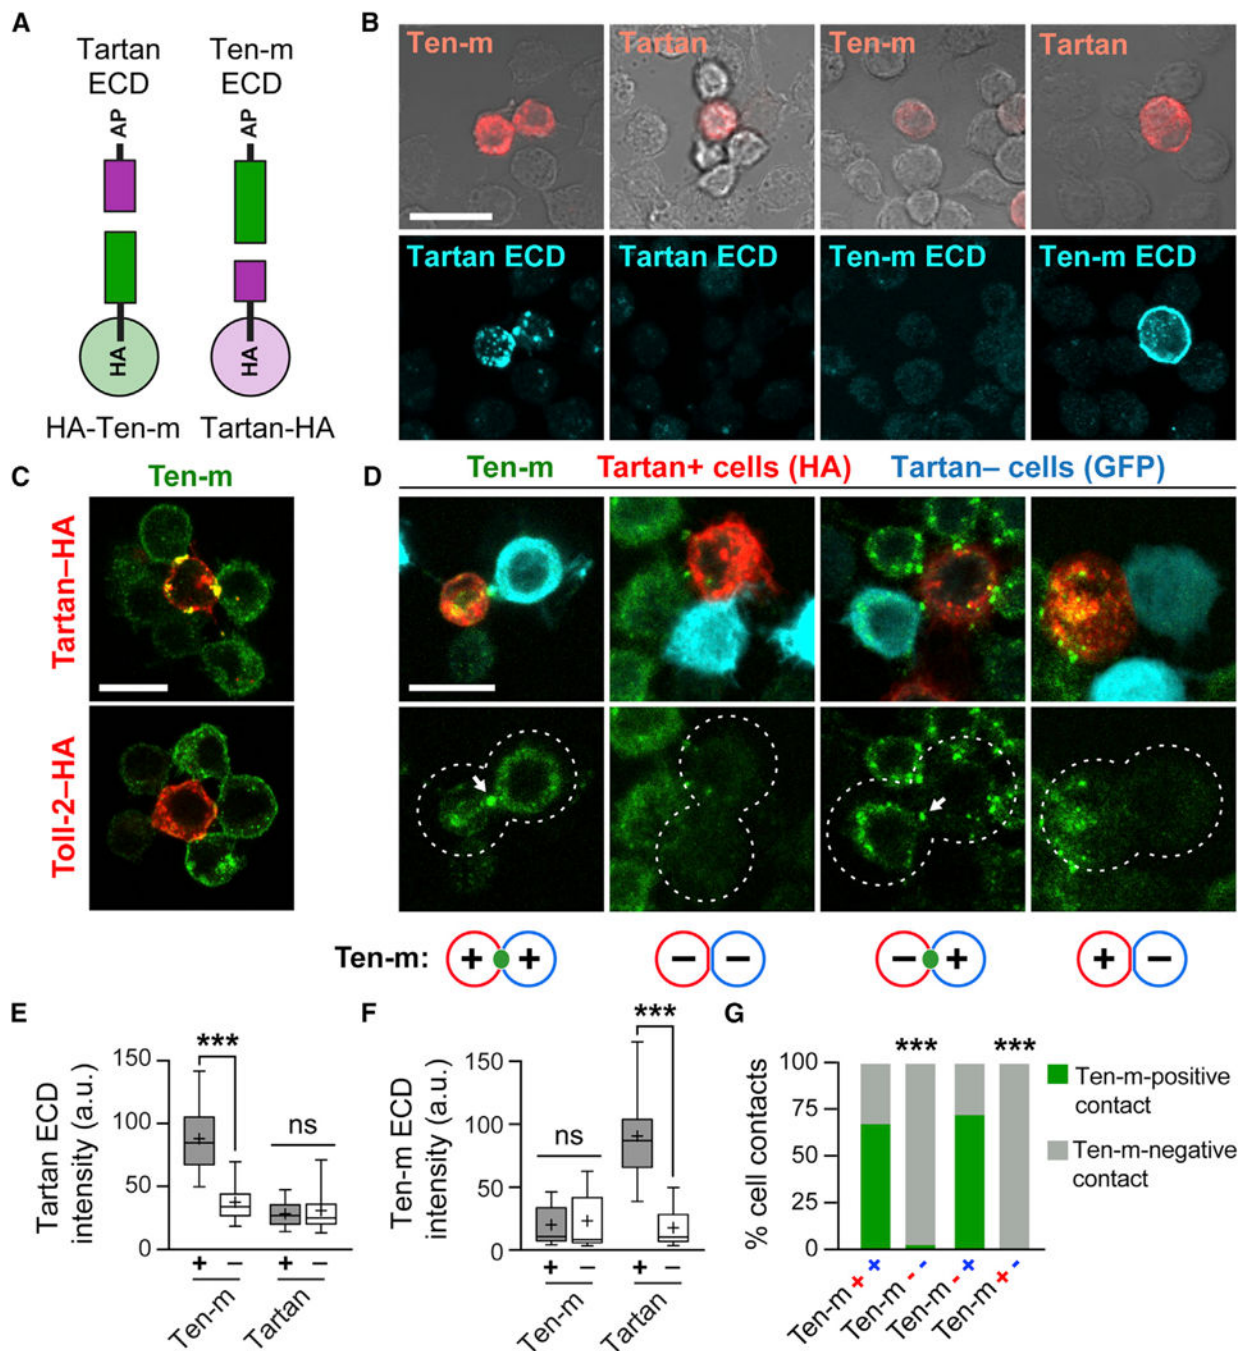 A
Tartan
ECD
Ten-m
ECD
AP
AP
HA
HA
HA-Ten-m
Tartan-HA
B
Ten-m
Tartan
Ten-m
Tartan
Tartan ECD
Tartan ECD
Ten-m ECD
Ten-m ECD
C
Ten-m
Tartan–HA
Toll-2–HA
D
Ten-m
Tartan+ cells (HA)
Tartan– cells (GFP)
Ten-m:
+ +
– –
– +
+ –
E
***
ns
Tartan ECD
intensity (a.u.)
150
100
50
0
+ – + –
Ten-m
Tartan
F
***
ns
Ten-m ECD
intensity (a.u.)
150
100
50
0
+ – + –
Ten-m
Tartan
G
*** ***
% cell contacts
100
75
50
25
0
Ten-m + +
Ten-m - -
Ten-m - +
Ten-m + -
Ten-m-positive
contact
Ten-m-negative
contact